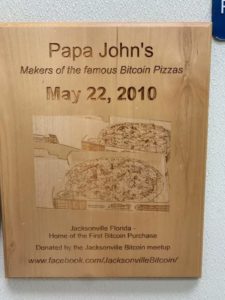 Papa John's
Makers of the famous Bitcoin Pizzas
May 22, 2010
Jacksonville Florida -
Home of the First Bitcoin Purchase
Donated by the Jacksonville Bitcoin meetup
www.facebook.com/JacksonvilleBitcoin/